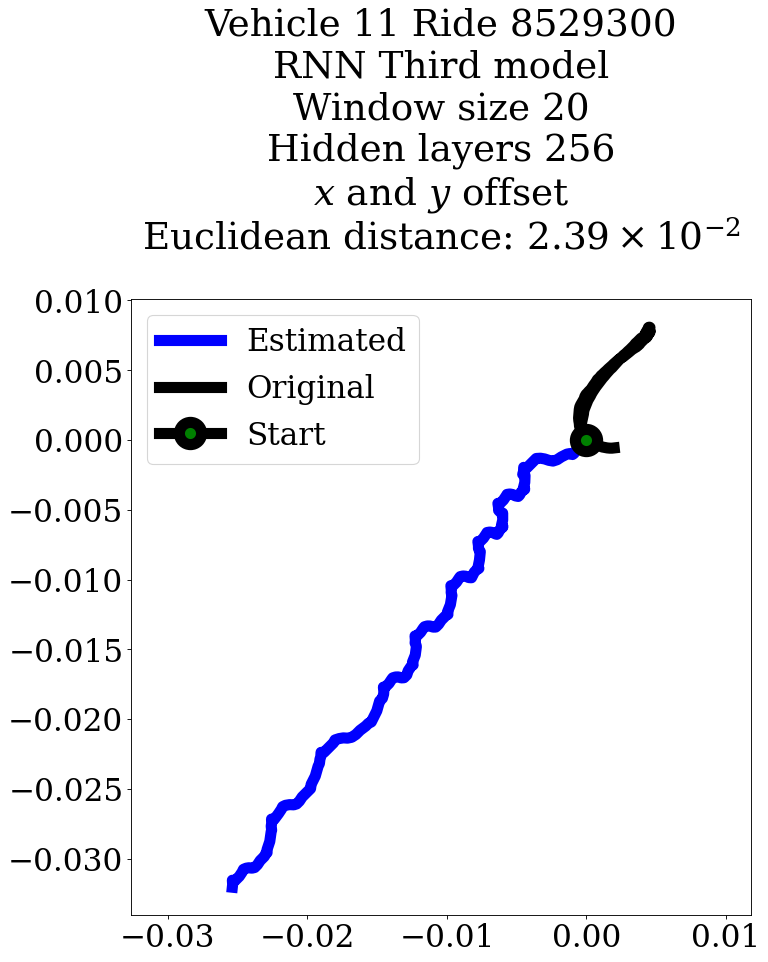 Vehicle 11 Ride 8529300
RNN Third model
Window size 20
Hidden layers 256
x and y offset
Euclidean distance: 2.39 × 10⁻²
0.010
0.005
0.000
−0.005
−0.010
−0.015
−0.020
−0.025
−0.030
Estimated
Original
Start
−0.03 −0.02 −0.01 0.00 0.01